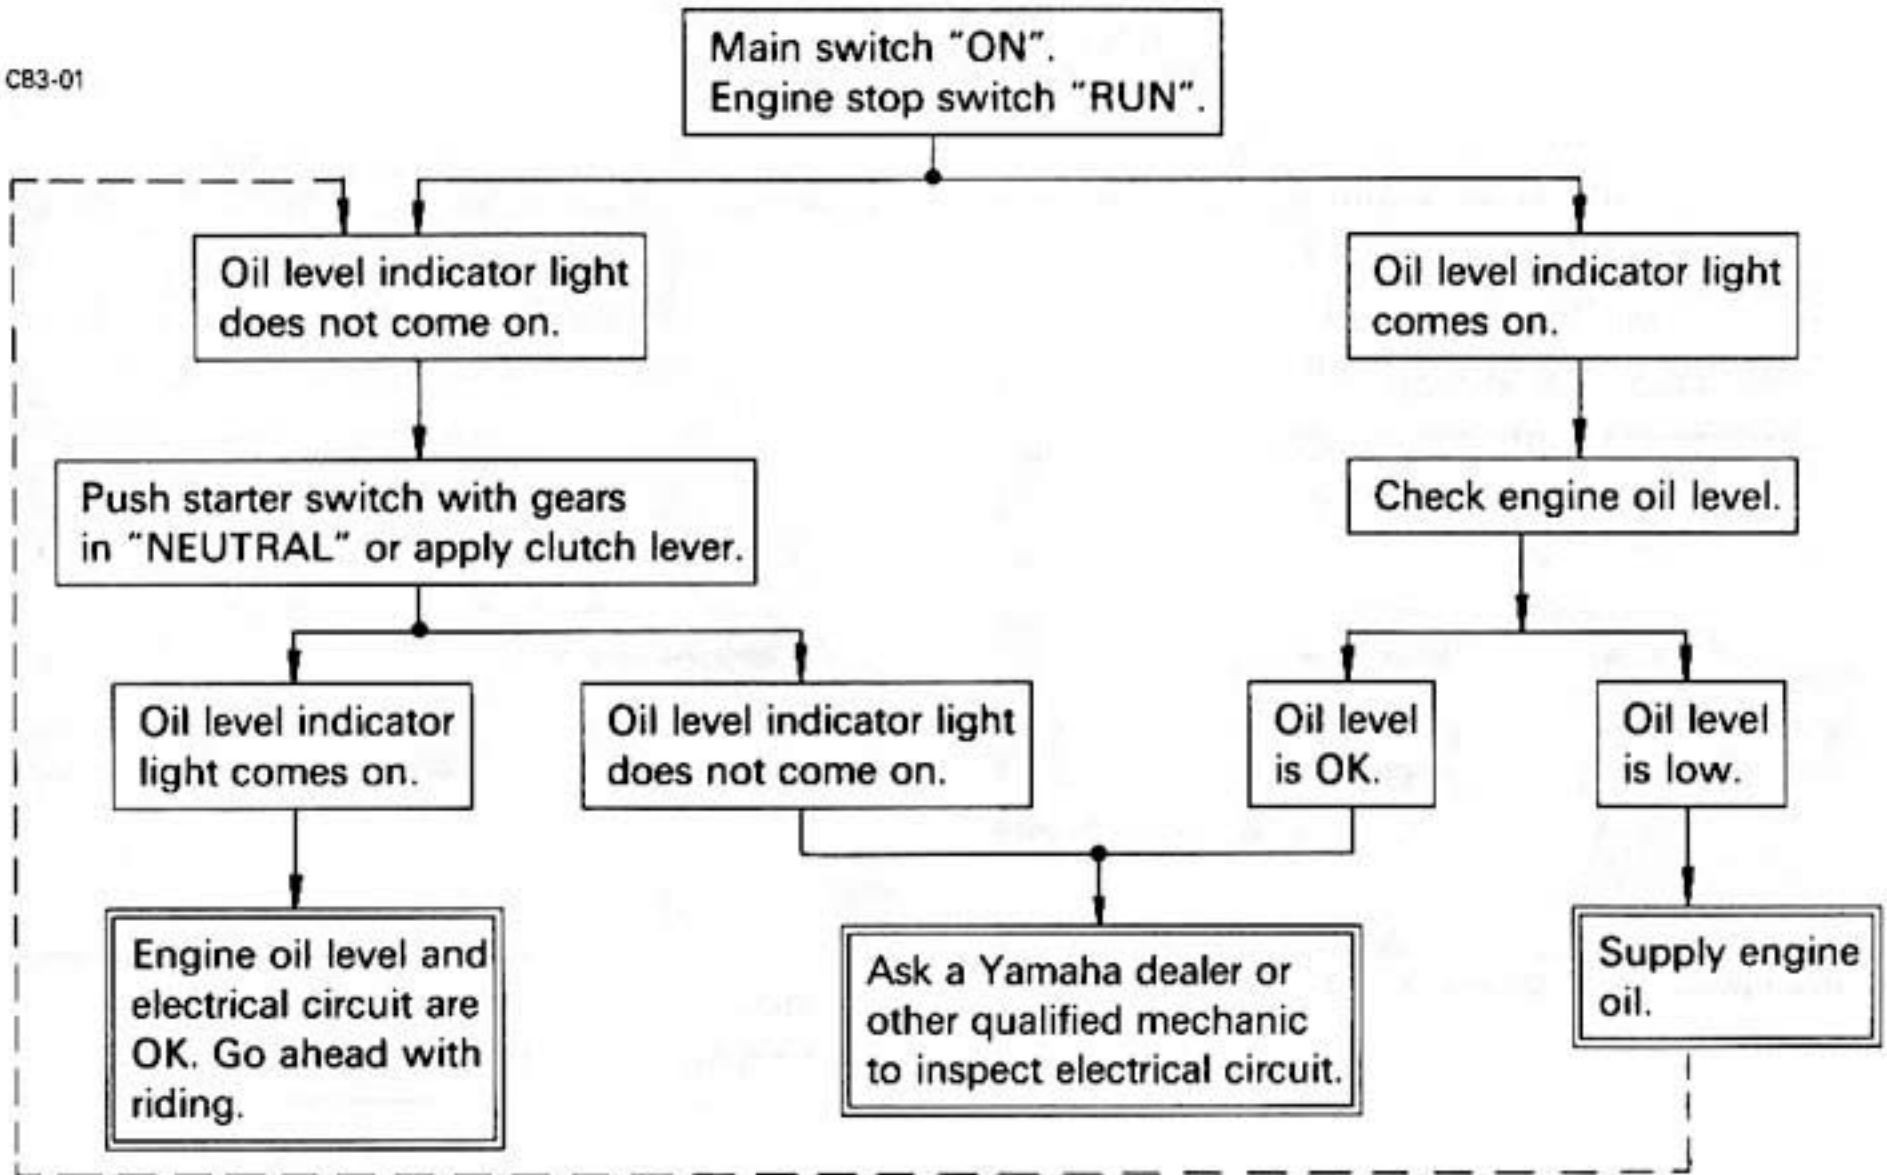 CB3-01
Main switch "ON".
Engine stop switch "RUN".
Oil level indicator light
does not come on.
Oil level indicator light
comes on.
Push starter switch with gears
in "NEUTRAL" or apply clutch lever.
Check engine oil level.
Oil level indicator
light comes on.
Oil level indicator light
does not come on.
Oil level
is OK.
Oil level
is low.
Engine oil level and
electrical circuit are
OK. Go ahead with
riding.
Ask a Yamaha dealer or
other qualified mechanic
to inspect electrical circuit.
Supply engine
oil.